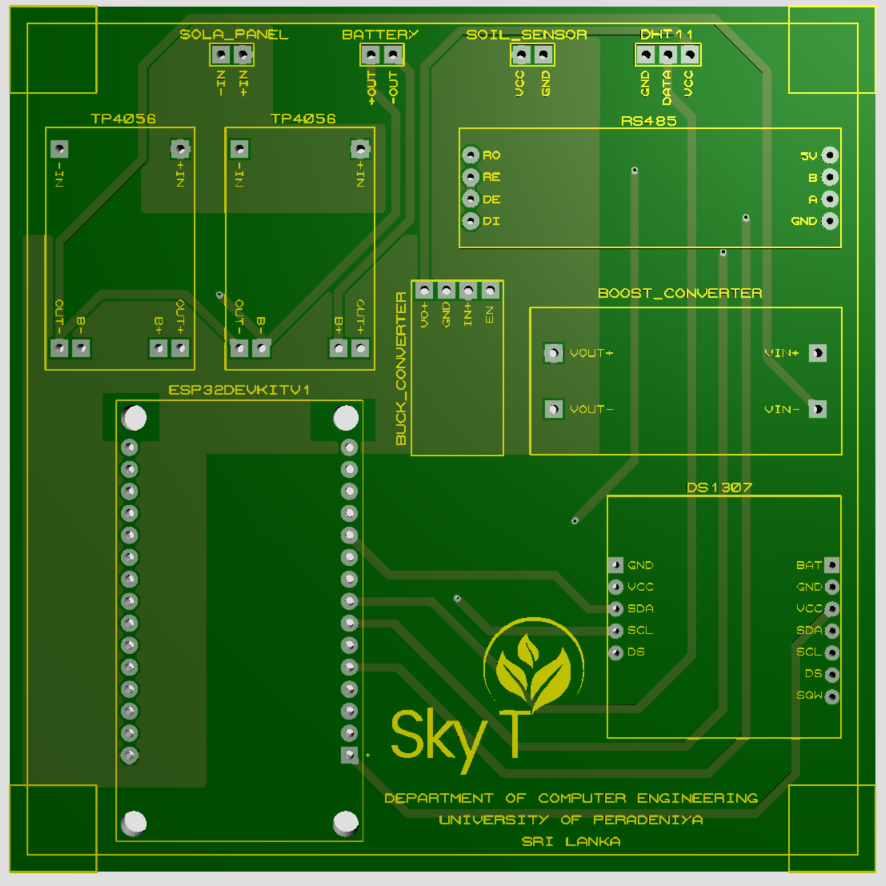 SOLA_PANEL
BATTERY
SOIL_SENSOR
DHT11
-IN
+IN
+OUT
-OUT
VCC
GND
GND
DATA
VCC
TP4056
TP4056
RS485
IN-
IN+
IN-
IN+
RO
RE
DE
DI
5V
B
A
GND
OUT-
B-
B+
OUT+
OUT-
B-
B+
OUT+
BUCK_CONVERTER
VO+
GND
IN+
EN
BOOST_CONVERTER
VOUT+
VIN+
VOUT-
VIN-
ESP32DEVKITV1
DS1307
GND
VCC
SDA
SCL
DS
BAT
GND
VCC
SDA
SCL
DS
SQW
Sky T
DEPARTMENT OF COMPUTER ENGINEERING
UNIVERSITY OF PERADENIYA
SRI LANKA